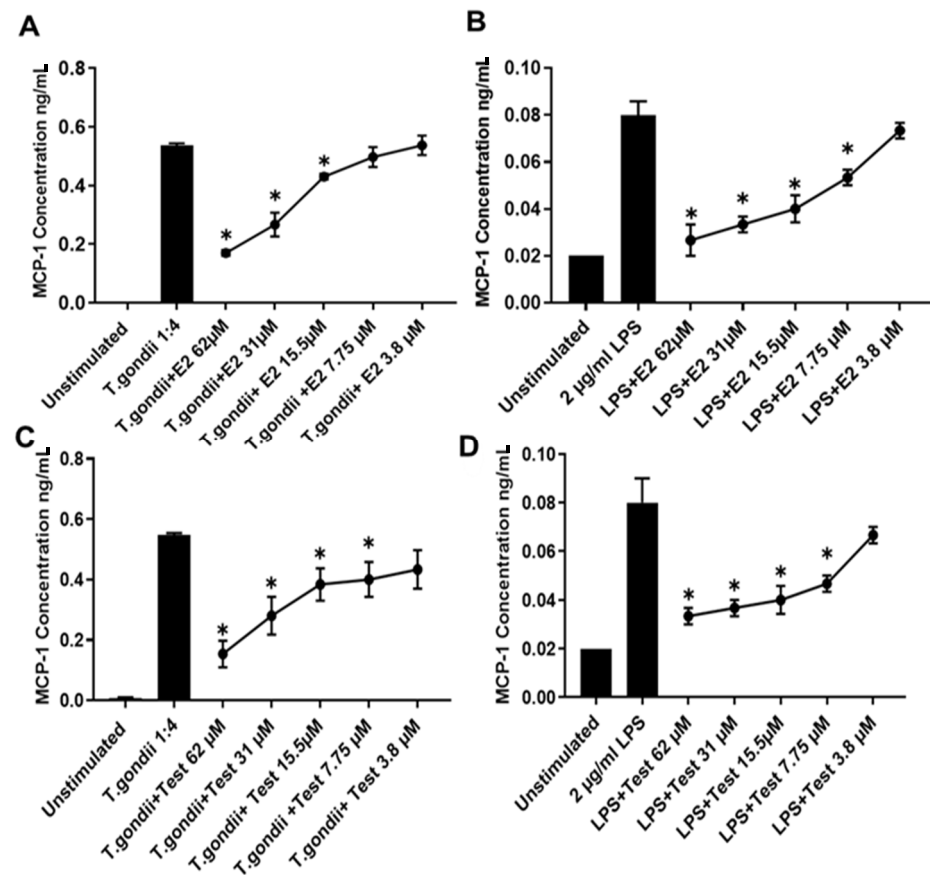 A
MCP-1 Concentration ng/mL
0.8
0.6
0.4
0.2
0.0
*
*
*
Unstimulated
T.gondii 1:4
T.gondii+E2 62µM
T.gondii+E2 31µM
T.gondii+ E2 15.5µM
T.gondii +E2 7.75 µM
T.gondii+ E2 3.8 µM
B
MCP-1 Concentration ng/mL
0.10
0.08
0.06
0.04
0.02
0.00
*
*
*
*
Unstimulated
2 µg/ml LPS
LPS+E2 62µM
LPS+E2 31µM
LPS+E2 15.5µM
LPS+E2 7.75 µM
LPS+E2 3.8 µM
C
MCP-1 Concentration ng/mL
0.8
0.6
0.4
0.2
0.0
*
*
*
*
Unstimulated
T.gondii 1:4
T.gondii+Test 62 µM
T.gondii+Test 31 µM
T.gondii+ Test 15.5µM
T.gondii +Test 7.75 µM
T.gondii+ Test 3.8 µM
D
MCP-1 Concentration ng/mL
0.10
0.08
0.06
0.04
0.02
0.00
*
*
*
*
Unstimulated
2 µg/ml LPS
LPS+Test 62 µM
LPS+Test 31 µM
LPS+Test 15.5µM
LPS+Test 7.75 µM
LPS+Test 3.8 µM